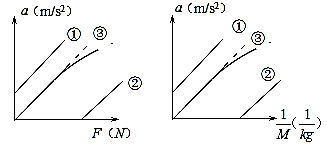 a (m/s²)
①
③
②
F (N)
a (m/s²)
①
③
②
1/M (1/kg)